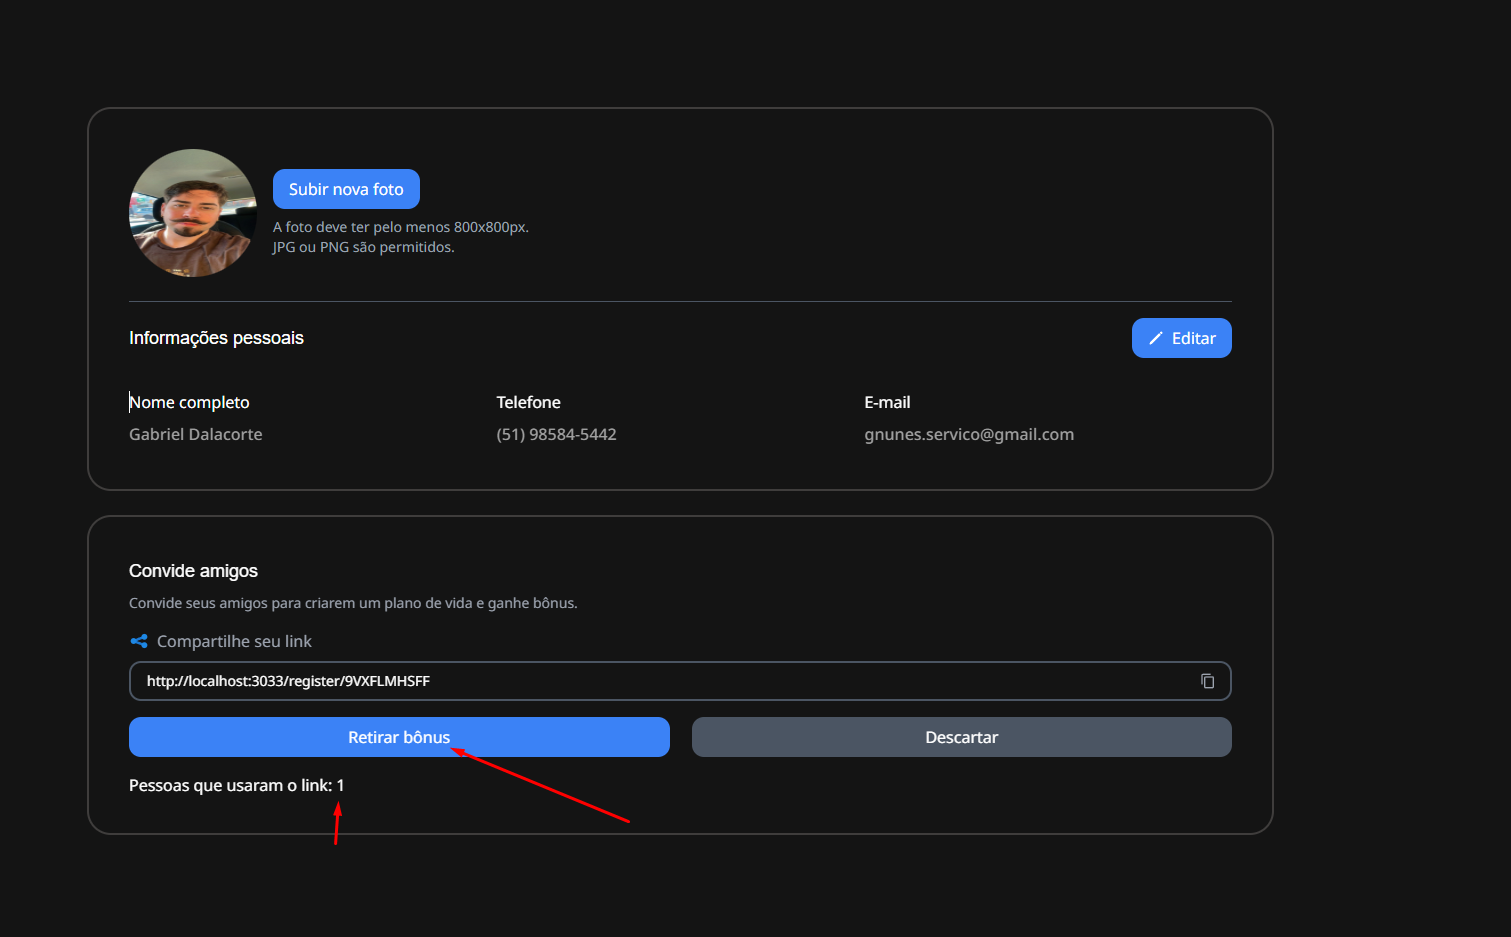 Subir nova foto
A foto deve ter pelo menos 800x800px.
JPG ou PNG são permitidos.
Informações pessoais
Editar
Nome completo
Telefone
E-mail
Gabriel Dalacorte
(51) 98584-5442
gnunes.servico@gmail.com
Convide amigos
Convide seus amigos para criarem um plano de vida e ganhe bônus.
Compartilhe seu link
http://localhost:3033/register/9VXFLMHSFF
Retirar bônus
Descartar
Pessoas que usaram o link: 1